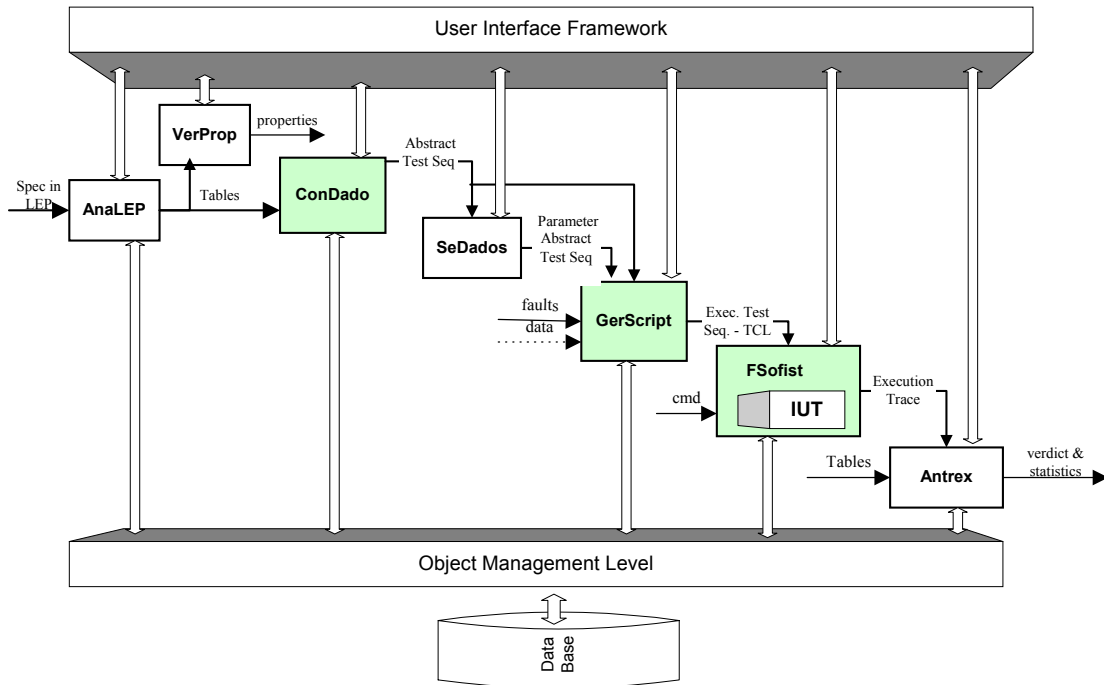 User Interface Framework
VerProp
properties
Abstract
Test Seq
Spec in
LEP
AnaLEP
Tables
ConDado
SeDados
Parameter
Abstract
Test Seq
faults
data
GerScript
Exec. Test
Seq. - TCL
FSofist
IUT
cmd
Execution
Trace
Tables
Antrex
verdict &
statistics
Object Management Level
Data
Base